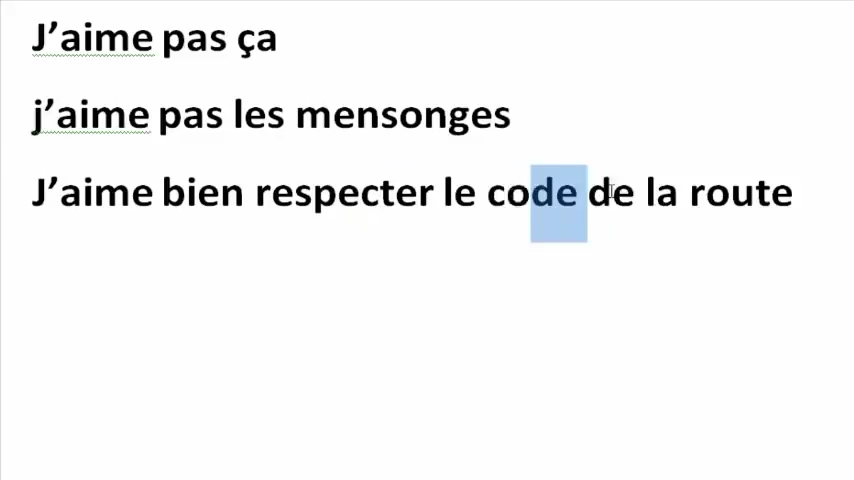 J’aime pas ça
j’aime pas les mensonges
J’aime bien respecter le code de la route